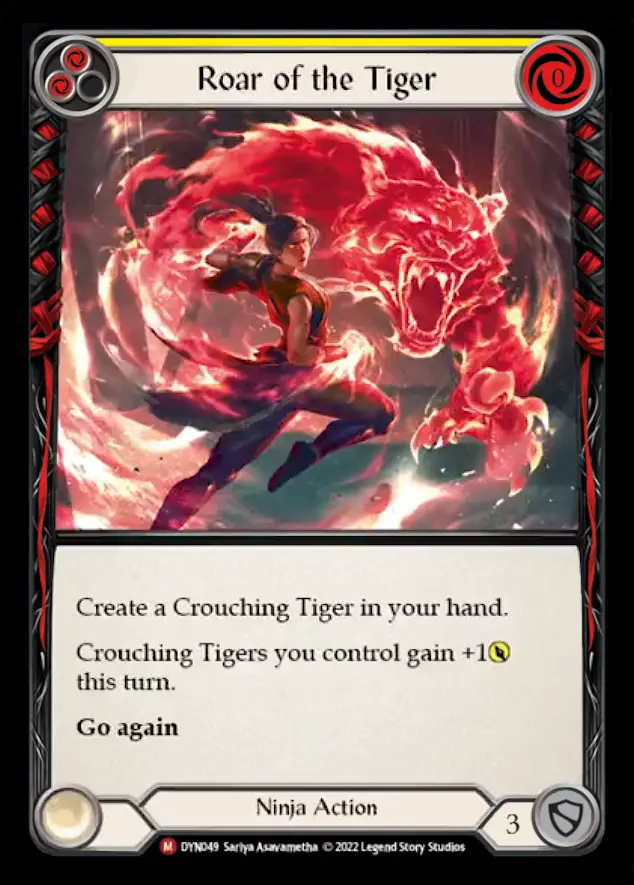 Roar of the Tiger
0
Create a Crouching Tiger in your hand.
Crouching Tigers you control gain +1
this turn.
Go again
Ninja Action
3
M DYN049 Sariya Asavametha © 2022 Legend Story Studios